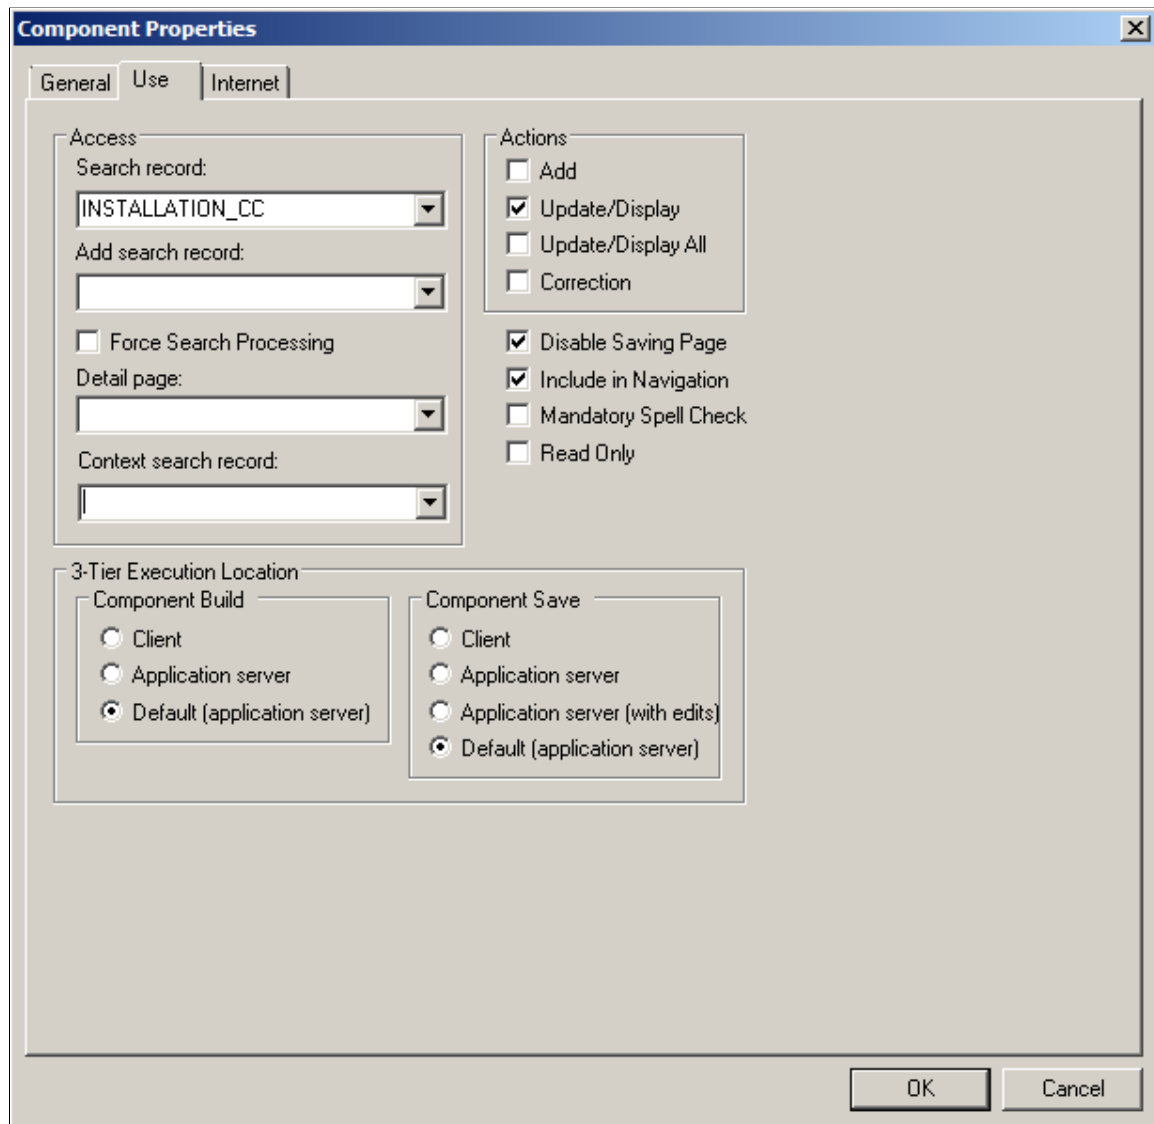 Component Properties
General Use Internet
Access
Search record:
INSTALLATION_CC
Add search record:
Force Search Processing
Detail page:
Context search record:
Actions
Add
Update/Display
Update/Display All
Correction
Disable Saving Page
Include in Navigation
Mandatory Spell Check
Read Only
3-Tier Execution Location
Component Build
Client
Application server
Default (application server)
Component Save
Client
Application server
Application server (with edits)
Default (application server)
OK Cancel